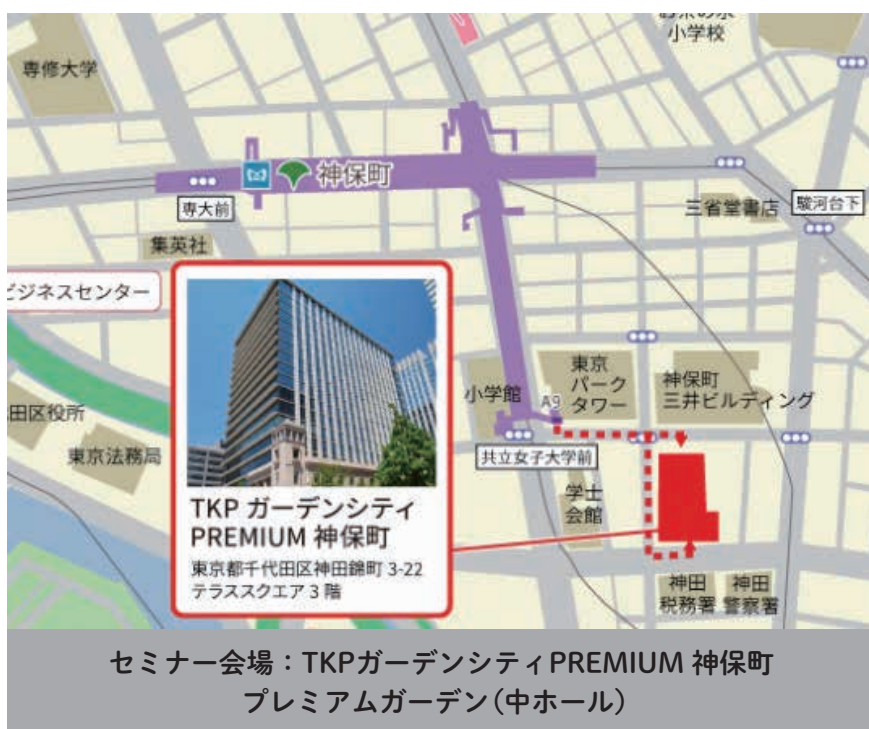 お茶の水
小学校
専修大学
神保町
専大前
三省堂書店
駿河台下
集英社
ビジネスセンター
東京
パーク
タワー
小学館
A9
神保町
三井ビルディング
田区役所
東京法務局
共立女子大学前
学士
会館
TKP ガーデンシティ
PREMIUM 神保町
東京都千代田区神田錦町 3-22
テラススクエア 3 階
神田
税務署
神田
警察署
セミナー会場：TKPガーデンシティPREMIUM 神保町
プレミアムガーデン（中ホール）